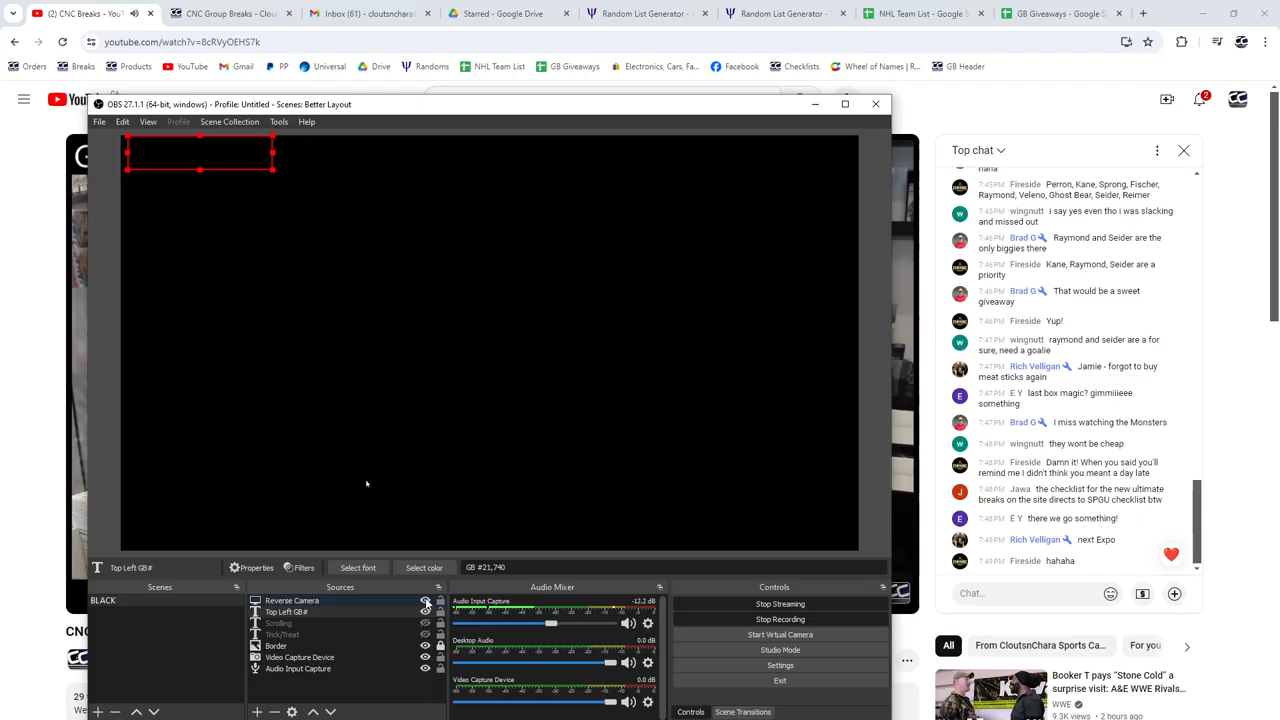 (2) CNC Breaks - YouT
CNC Group Breaks - Clou
Inbox (61) - cloutsnchara
Starred - Google Drive
Random List Generator -
Random List Generator -
NHL Team List - Google S
GB Giveaways - Google Sh
youtube.com/watch?v=8cRVyOEHS7k
Orders
Breaks
Products
YouTube
Gmail
PP
Universal
Drive
Randoms
NHL Team List
GB Giveaways
Electronics, Cars, Fa...
Facebook
Checklists
Wheel of Names | R...
GB Header
2
OBS 27.1.1 (64-bit, windows) - Profile: Untitled - Scenes: Better Layout
File Edit View Profile Scene Collection Tools Help
Top Left GB#
Properties
Filters
Select font
Select color
GB #21,740
Scenes
BLACK
Sources
Reverse Camera
Top Left GB#
Scrolling
Trick/Treat
Border
Video Capture Device
Audio Input Capture
Audio Mixer
Audio Input Capture -12.2 dB
Desktop Audio 0.0 dB
Video Capture Device 0.0 dB
Controls
Stop Streaming
Stop Recording
Start Virtual Camera
Studio Mode
Settings
Exit
Controls
Scene Transitions
Top chat
7:45 PM Fireside Perron, Kane, Sprong, Fischer,
Raymond, Veleno, Ghost Bear, Seider, Reimer
7:45 PM wingnutt i say yes even tho i was slacking
and missed out
7:46 PM Brad G Raymond and Seider are the
only biggies there
7:46 PM Fireside Kane, Raymond, Seider are a
priority
7:46 PM Brad G That would be a sweet
giveaway
7:46 PM Fireside Yup!
7:47 PM wingnutt raymond and seider are a for
sure, need a goalie
7:47 PM Rich Velligan Jamie - forgot to buy
meat sticks again
7:47 PM E Y last box magic? gimmiiieee
something
7:47 PM Brad G I miss watching the Monsters
7:48 PM wingnutt they wont be cheap
7:48 PM Fireside Damn it! When you said you'll
remind me I didn't think you meant a day late
7:48 PM Jawa the checklist for the new ultimate
breaks on the site directs to SPGU checklist btw
7:48 PM E Y there we go something!
7:49 PM Rich Velligan next Expo
7:49 PM Fireside hahaha
Chat...
All
From CloutsnChara Sports Ca...
For you
Booker T pays "Stone Cold" a
surprise visit: A&E WWE Rivals...
WWE
9.3K views • 2 hours ago